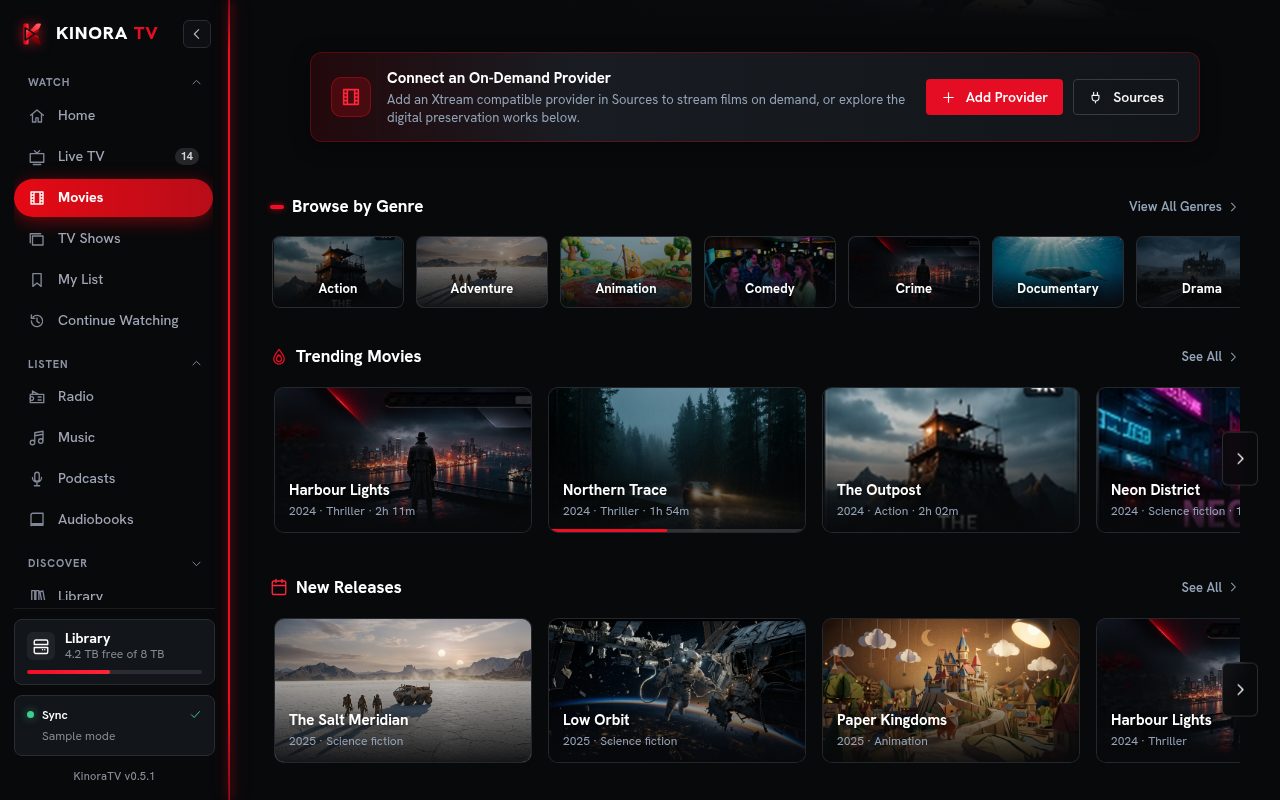 KINORA TV
WATCH
Home
Live TV
14
Movies
TV Shows
My List
Continue Watching
LISTEN
Radio
Music
Podcasts
Audiobooks
DISCOVER
Library
Library
4.2 TB free of 8 TB
Sync
Sample mode
KinoraTV v0.5.1
Connect an On-Demand Provider
Add an Xtream compatible provider in Sources to stream films on demand, or explore the
digital preservation works below.
Add Provider
Sources
Browse by Genre
View All Genres
Action
THE
Adventure
Animation
Comedy
Crime
Documentary
Drama
Trending Movies
See All
Harbour Lights
2024 · Thriller · 2h 11m
Northern Trace
2024 · Thriller · 1h 54m
The Outpost
2024 · Action · 2h 02m
THE
Neon District
2024 · Science fiction · 1
NEO
New Releases
See All
The Salt Meridian
2025 · Science fiction
Low Orbit
2025 · Science fiction
Paper Kingdoms
2025 · Animation
Harbour Lights
2024 · Thriller